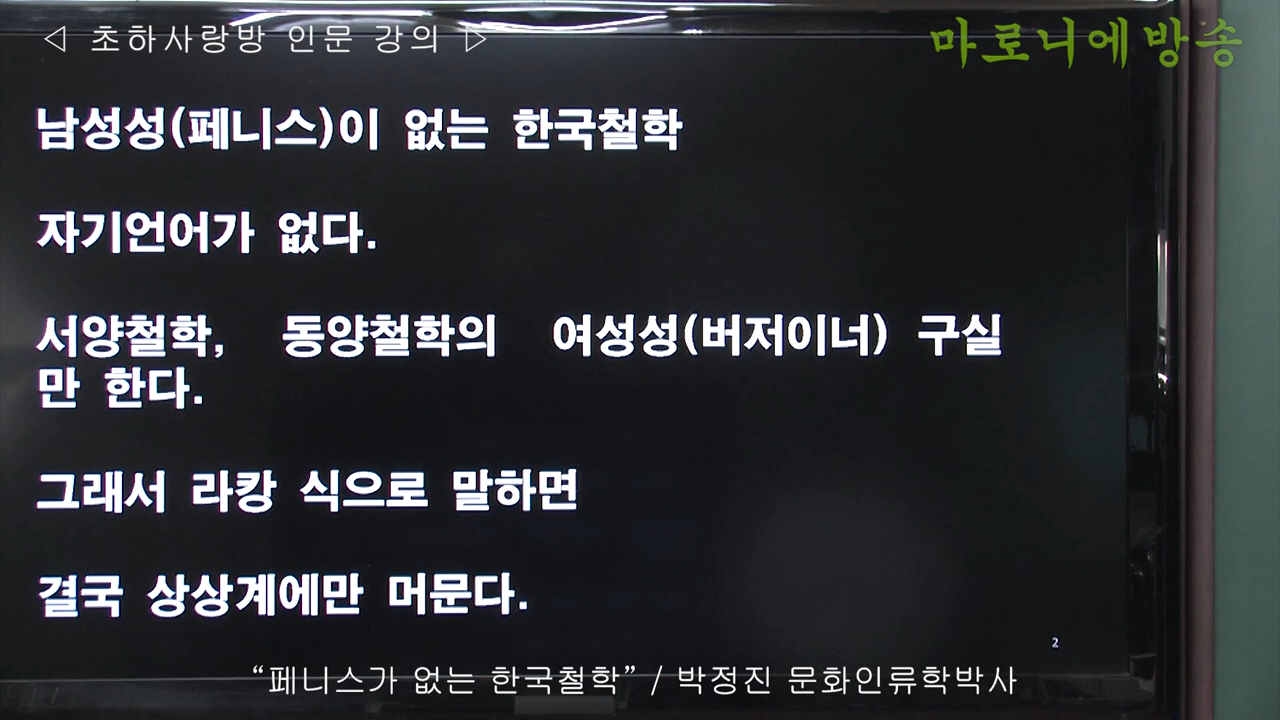 ◁ 초하사랑방 인문 강의 ▷
마로니에방송
남성성(페니스)이 없는 한국철학
자기언어가 없다.
서양철학, 동양철학의 여성성(버저이너) 구실
만 한다.
그래서 라캉 식으로 말하면
결국 상상계에만 머문다.
2
“페니스가 없는 한국철학” / 박정진 문화인류학박사